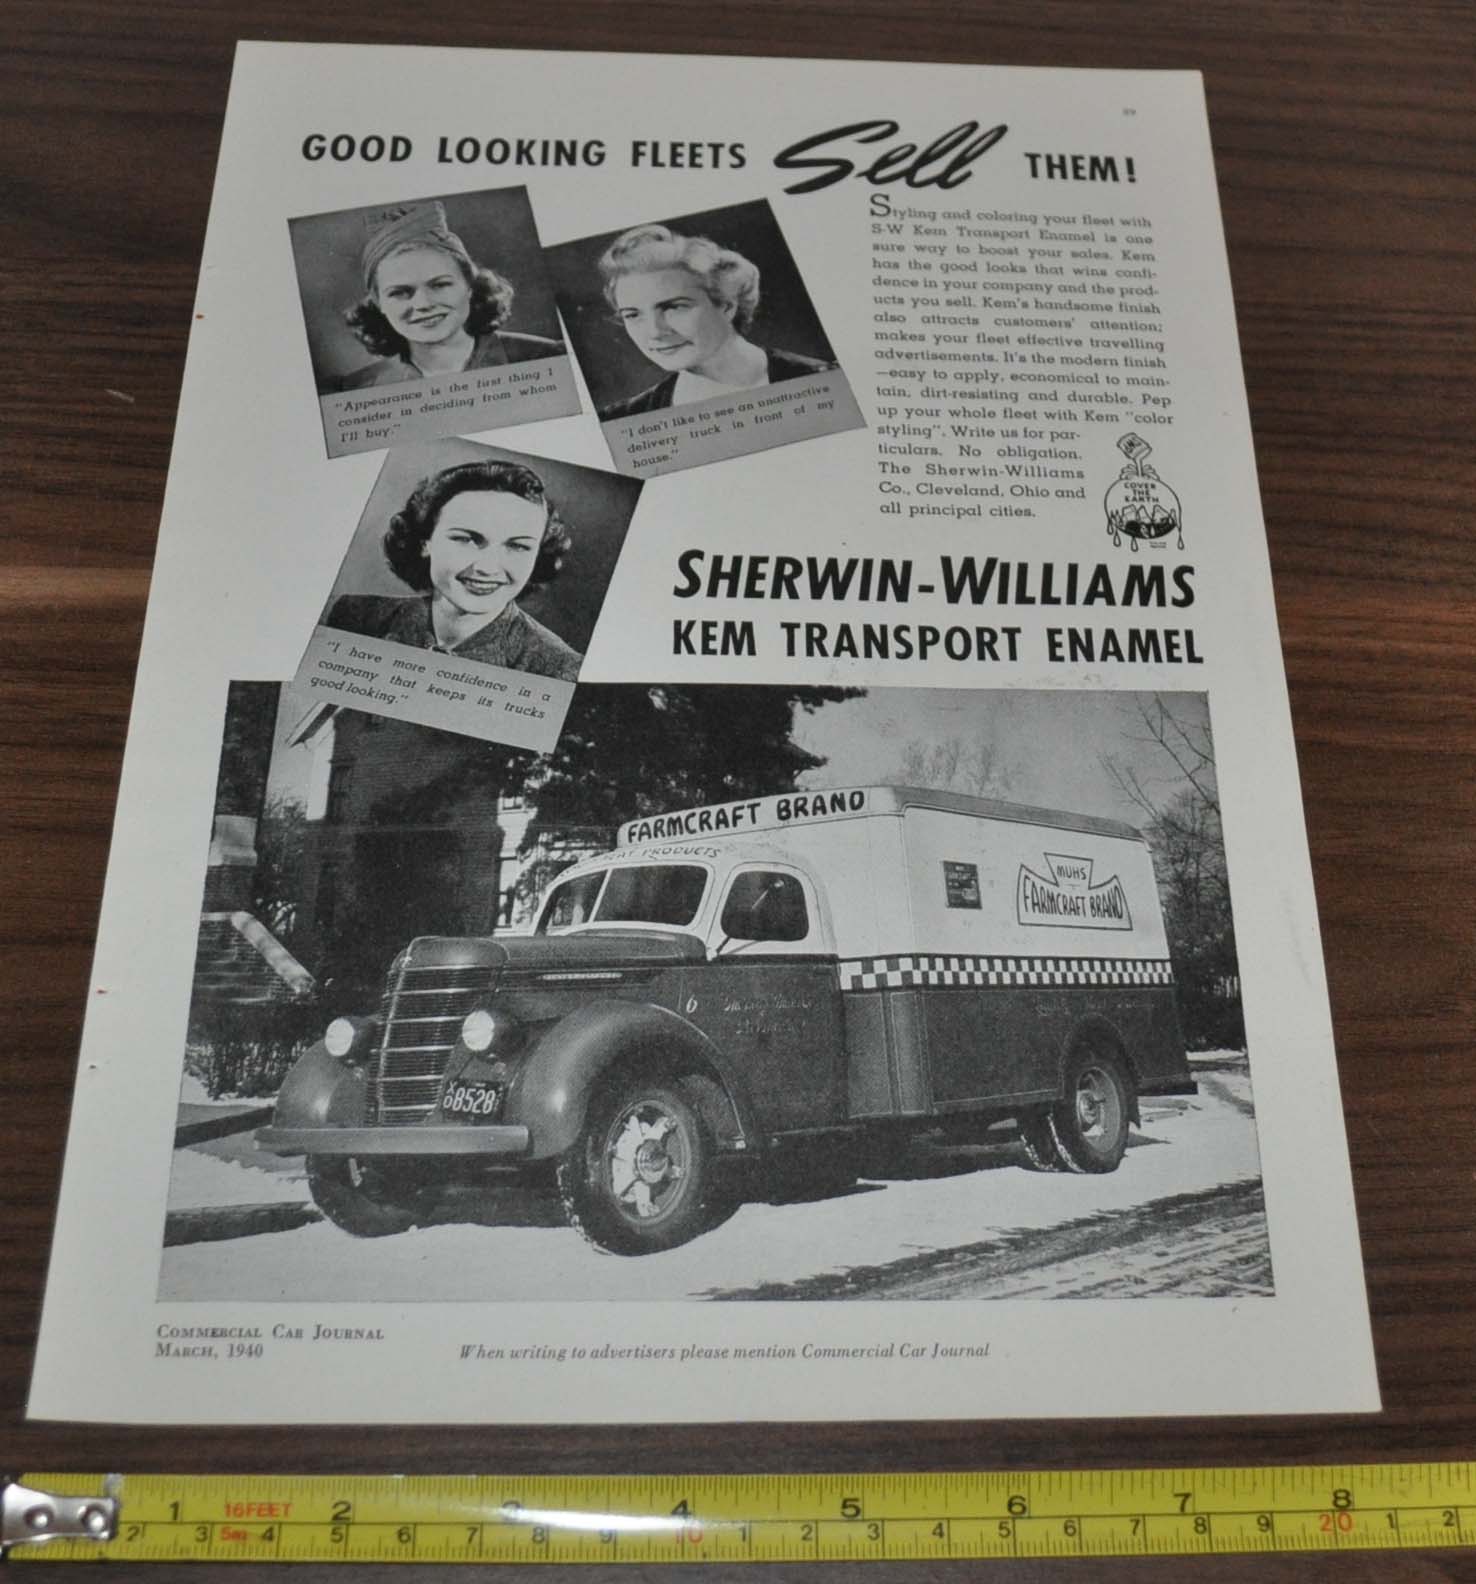 GOOD LOOKING FLEETS Sell THEM!
"Appearance is the first thing I
consider in deciding from whom
I'll buy."
"I don't like to see an unattractive
delivery truck in front of my
house."
"I have more confidence in a
company that keeps its trucks
good looking."
Styling and coloring your fleet with
S-W Kem Transport Enamel is one
sure way to boost your sales. Kem
has the good looks that wins confi-
dence in your company and the prod-
ucts you sell. Kem's handsome finish
also attracts customers' attention;
makes your fleet effective travelling
advertisements. It's the modern finish
—easy to apply, economical to main-
tain, dirt-resisting and durable. Pep
up your whole fleet with Kem "color
styling". Write us for par-
ticulars. No obligation.
The Sherwin-Williams
Co., Cleveland, Ohio and
all principal cities.
COVER
THE
EARTH
SHERWIN-WILLIAMS
KEM TRANSPORT ENAMEL
FARMCRAFT BRAND
PRODUCTS
MUHS
FARMCRAFT BRAND
6
X
O 8528
COMMERCIAL CAR JOURNAL
MARCH, 1940
When writing to advertisers please mention Commercial Car Journal
1 16FEET 2 3 4 5 6 7 8
2 3 5m 4 5 6 7 8 9 10 1 2 3 4 5 6 7 8 9 20 1 2